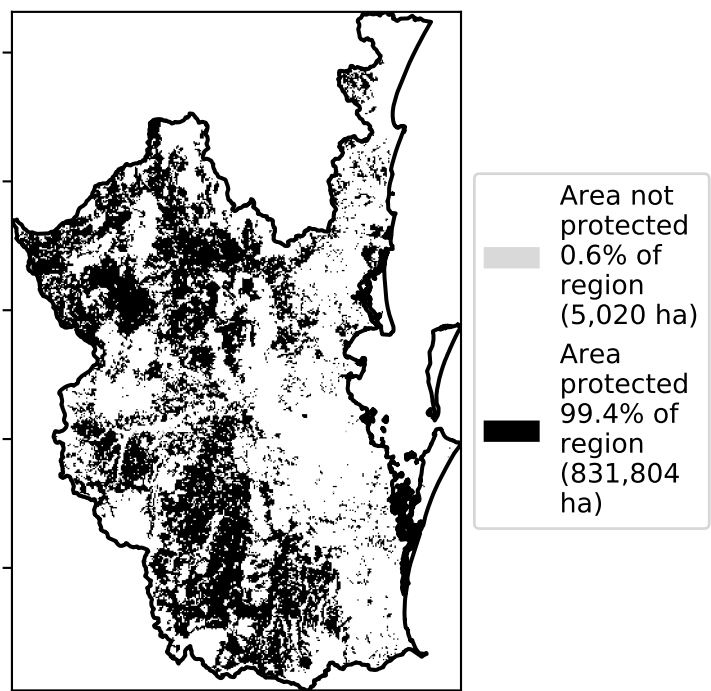 Area not
protected
0.6% of
region
(5,020 ha)
Area
protected
99.4% of
region
(831,804
ha)